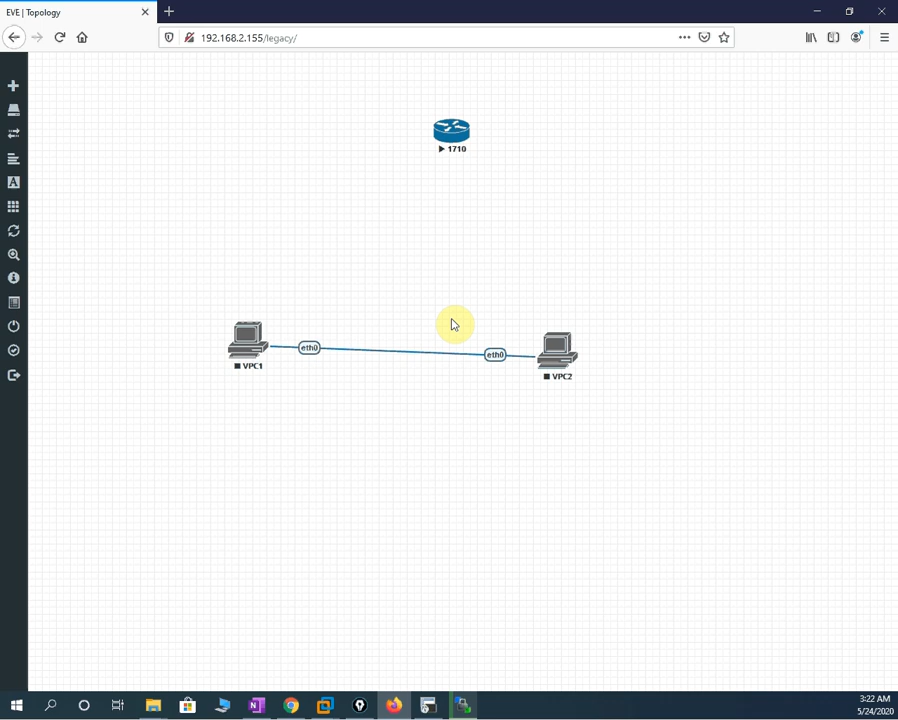 EVE | Topology
192.168.2.155/legacy/
1710
eth0
eth0
VPC1
VPC2
3:22 AM
5/24/2020